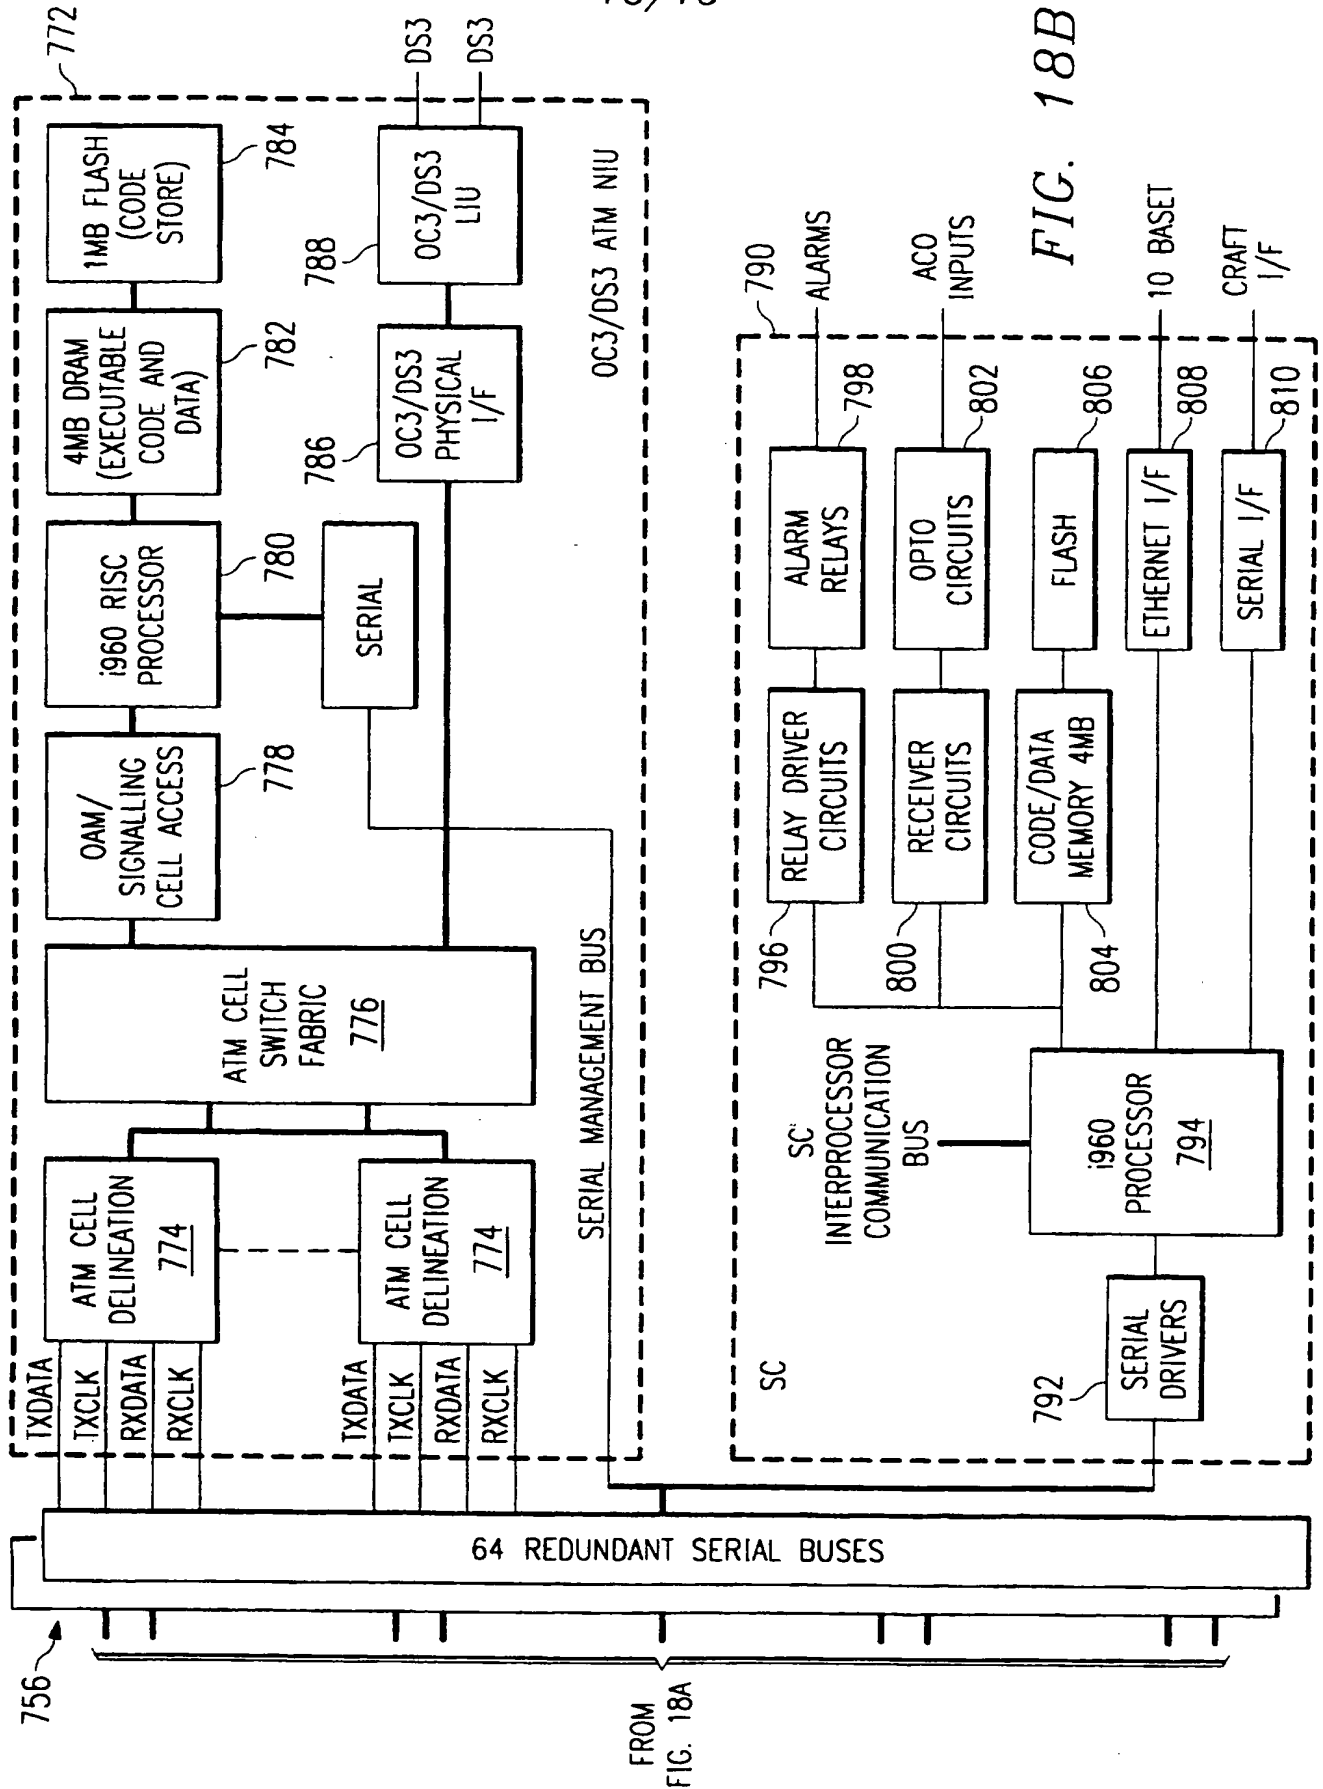 772
DS3
DS3
1MB FLASH
(CODE
STORE)
784
OC3/DS3
LIU
788
4MB DRAM
(EXECUTABLE
CODE AND
DATA)
782
OC3/DS3
PHYSICAL
I/F
786
OC3/DS3 ATM NIU
i960 RISC
PROCESSOR
780
SERIAL
OAM/
SIGNALLING
CELL ACCESS
778
ATM CELL
SWITCH
FABRIC
776
SERIAL MANAGEMENT BUS
ATM CELL
DELINEATION
774
ATM CELL
DELINEATION
774
TXDATA
TXCLK
RXDATA
RXCLK
TXDATA
TXCLK
RXDATA
RXCLK
64 REDUNDANT SERIAL BUSES
756
FROM
FIG. 18A
FIG. 18B
790
ALARMS
ACO
INPUTS
10 BASET
CRAFT
I/F
ALARM
RELAYS
798
OPTO
CIRCUITS
802
FLASH
806
ETHERNET I/F
808
SERIAL I/F
810
RELAY DRIVER
CIRCUITS
796
RECEIVER
CIRCUITS
800
CODE/DATA
MEMORY 4MB
804
SC
INTERPROCESSOR
COMMUNICATION
BUS
i960
PROCESSOR
794
SC
SERIAL
DRIVERS
792